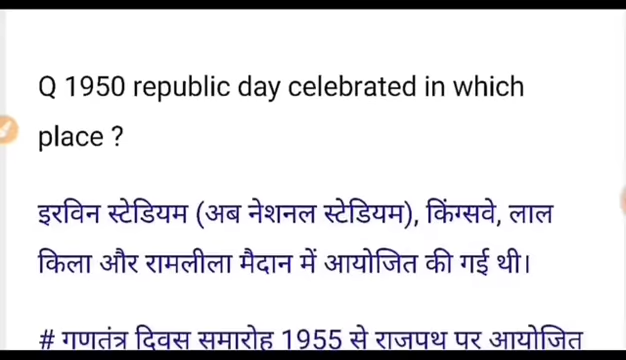 Q 1950 republic day celebrated in which
place ?
इरविन स्टेडियम (अब नेशनल स्टेडियम), किंग्सवे, लाल
किला और रामलीला मैदान में आयोजित की गई थी।
# गणतंत्र दिवस समारोह 1955 से राजपथ पर आयोजित